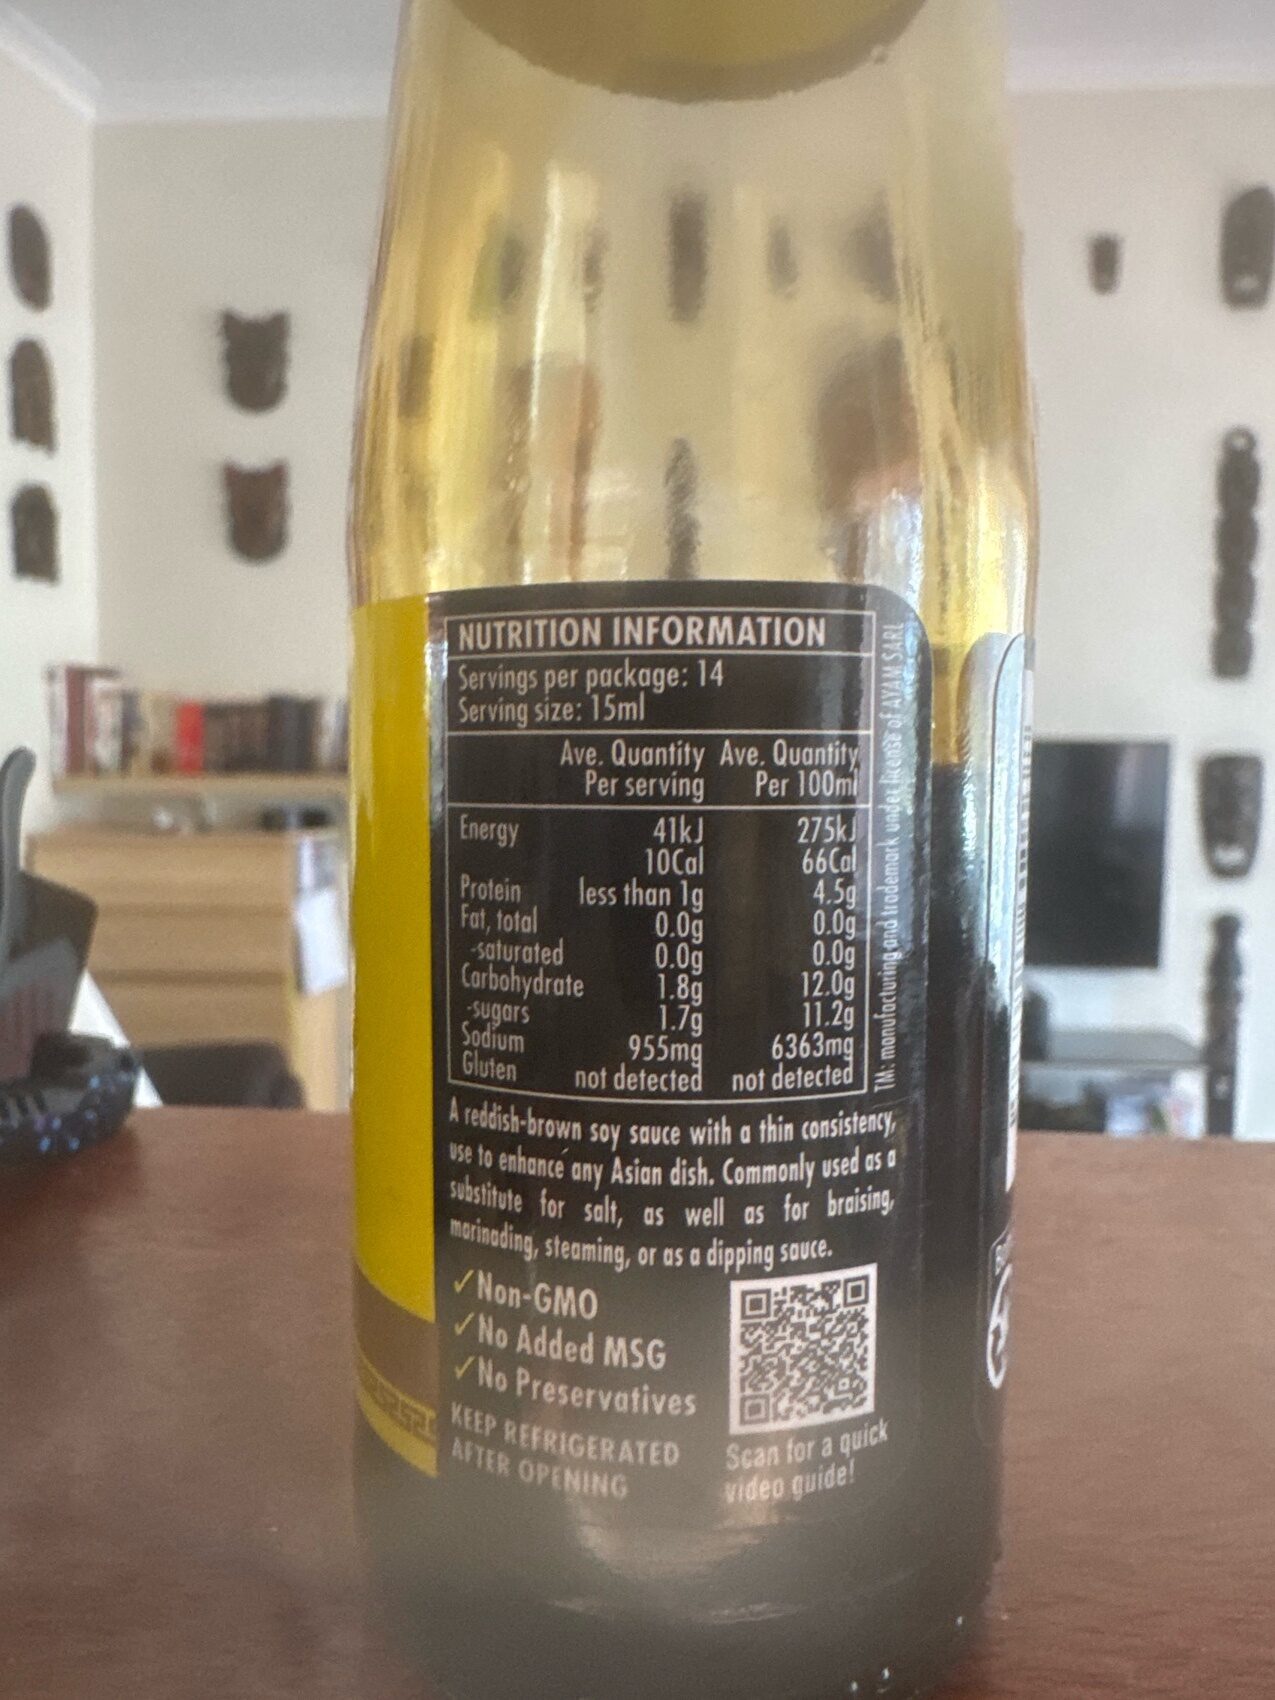 NUTRITION INFORMATION
Servings per package: 14
Serving size: 15ml
Ave. Quantity Ave. Quantity
Per serving Per 100ml
Energy 41kJ 275kJ
10Cal 66Cal
Protein less than 1g 4.5g
Fat, total 0.0g 0.0g
-saturated 0.0g 0.0g
Carbohydrate 1.8g 12.0g
-sugars 1.7g 11.2g
Sodium 955mg 6363mg
Gluten not detected not detected
TM: manufacturing and trademark under license of AYAM SARL
A reddish-brown soy sauce with a thin consistency,
use to enhance any Asian dish. Commonly used as a
substitute for salt, as well as for braising,
marinading, steaming, or as a dipping sauce.
✓Non-GMO
✓No Added MSG
✓No Preservatives
KEEP REFRIGERATED
AFTER OPENING
Scan for a quick
video guide!